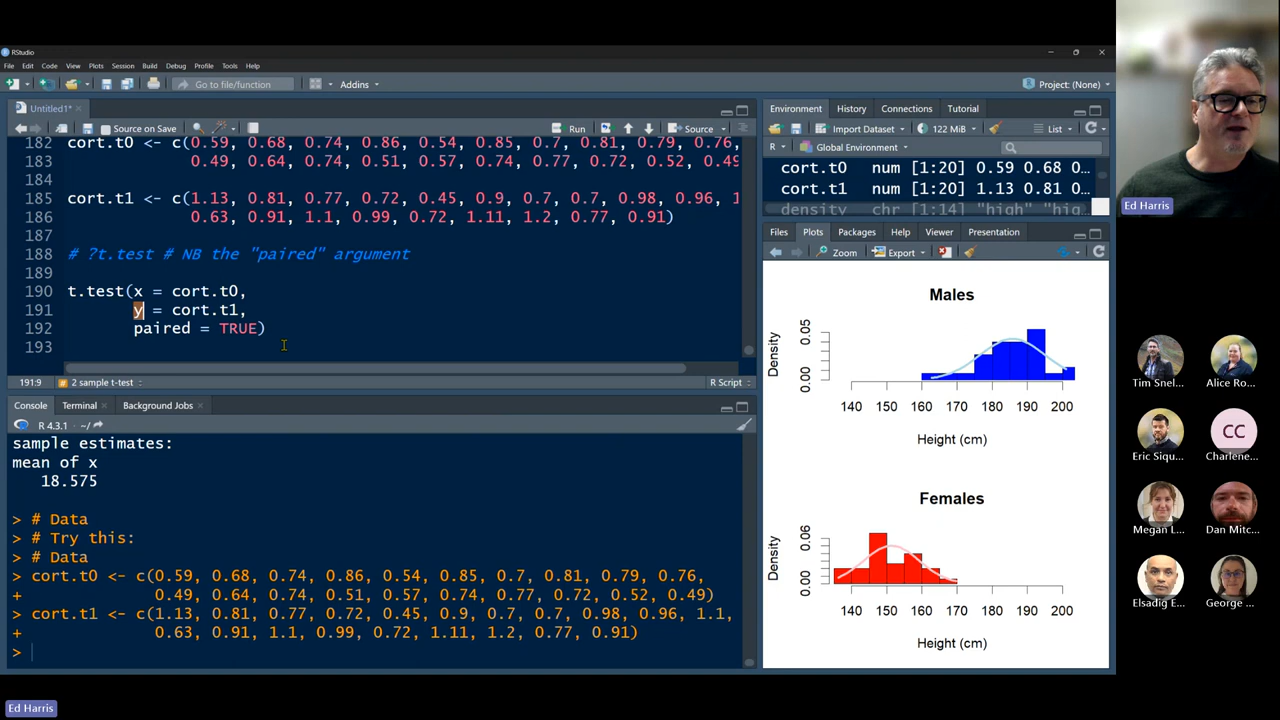 RStudio
File Edit Code View Plots Session Build Debug Profile Tools Help
Go to file/function
Addins
Project: (None)
Untitled1*
Source on Save
Run
Source
182 cort.t0 <- c(0.59, 0.68, 0.74, 0.86, 0.54, 0.85, 0.7, 0.81, 0.79, 0.76,
183 0.49, 0.64, 0.74, 0.51, 0.57, 0.74, 0.77, 0.72, 0.52, 0.49
184
185 cort.t1 <- c(1.13, 0.81, 0.77, 0.72, 0.45, 0.9, 0.7, 0.7, 0.98, 0.96, 1
186 0.63, 0.91, 1.1, 0.99, 0.72, 1.11, 1.2, 0.77, 0.91)
187
188 # ?t.test # NB the "paired" argument
189
190 t.test(x = cort.t0,
191 y = cort.t1,
192 paired = TRUE)
193
191:9 2 sample t-test R Script
Console Terminal Background Jobs
R 4.3.1 · ~/
sample estimates:
mean of x
18.575
> # Data
> # Try this:
> # Data
> cort.t0 <- c(0.59, 0.68, 0.74, 0.86, 0.54, 0.85, 0.7, 0.81, 0.79, 0.76,
+ 0.49, 0.64, 0.74, 0.51, 0.57, 0.74, 0.77, 0.72, 0.52, 0.49)
> cort.t1 <- c(1.13, 0.81, 0.77, 0.72, 0.45, 0.9, 0.7, 0.7, 0.98, 0.96, 1.1,
+ 0.63, 0.91, 1.1, 0.99, 0.72, 1.11, 1.2, 0.77, 0.91)
>
Environment History Connections Tutorial
Import Dataset 122 MiB List
R Global Environment
cort.t0 num [1:20] 0.59 0.68 0...
cort.t1 num [1:20] 1.13 0.81 0...
density chr [1:14] "high" "hig...
Files Plots Packages Help Viewer Presentation
Zoom Export
Males
Density
0.05
0.00
140 150 160 170 180 190 200
Height (cm)
Females
Density
0.06
0.00
140 150 160 170 180 190 200
Height (cm)
Ed Harris
Tim Snel... Alice Ro...
CC
Eric Siqu... Charlene...
Megan L... Dan Mitc...
Elsadig E... George ...
Ed Harris